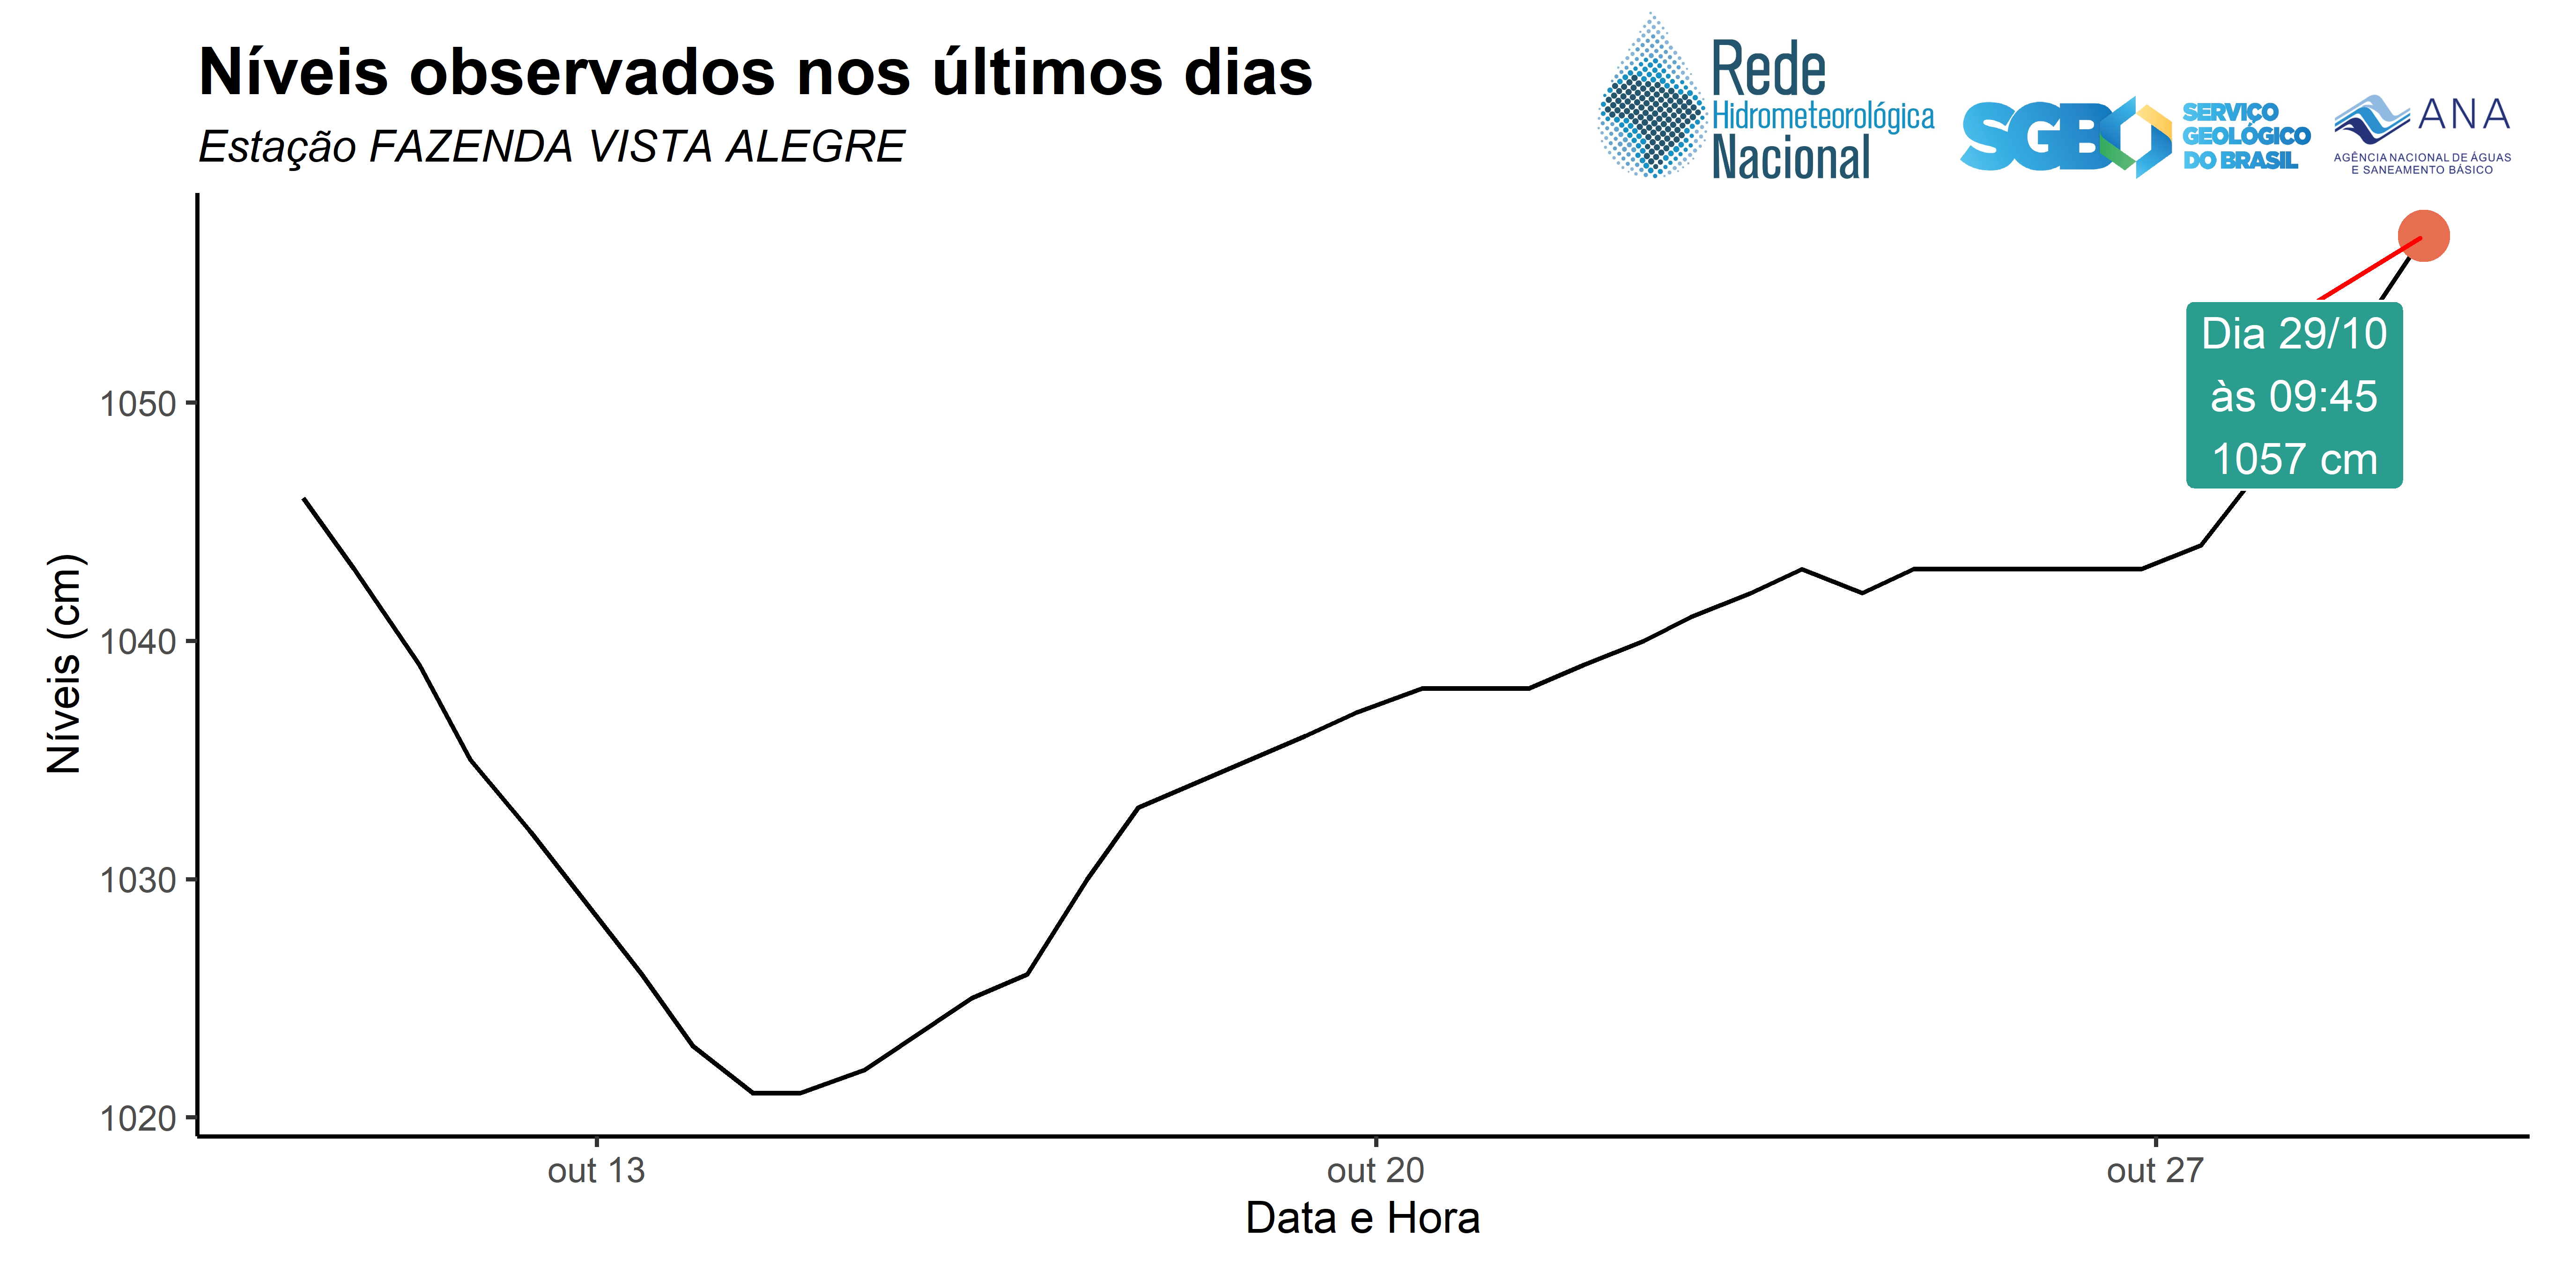 Níveis observados nos últimos dias
Estação FAZENDA VISTA ALEGRE
Rede
Hidrometeorológica
Nacional
SGB
SERVIÇO
GEOLÓGICO
DO BRASIL
ANA
AGÊNCIA NACIONAL DE ÁGUAS
E SANEAMENTO BÁSICO
Dia 29/10
às 09:45
1057 cm
Níveis (cm)
1050
1040
1030
1020
out 13
out 20
out 27
Data e Hora